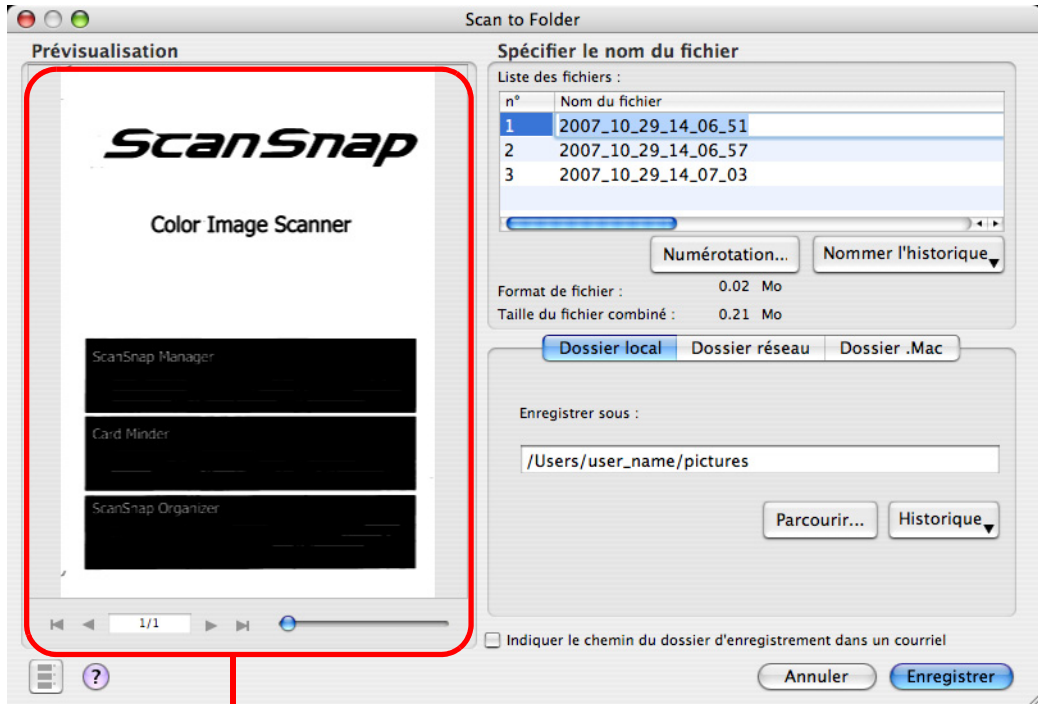 Scan to Folder
Prévisualisation
ScanSnap
Color Image Scanner
ScanSnap Manager
Card Minder
ScanSnap Organizer
1/1
?
Spécifier le nom du fichier
Liste des fichiers :
n° Nom du fichier
1 2007_10_29_14_06_51
2 2007_10_29_14_06_57
3 2007_10_29_14_07_03
Numérotation... Nommer l'historique
Format de fichier : 0.02 Mo
Taille du fichier combiné : 0.21 Mo
Dossier local Dossier réseau Dossier .Mac
Enregistrer sous :
/Users/user_name/pictures
Parcourir... Historique
Indiquer le chemin du dossier d'enregistrement dans un courriel
Annuler Enregistrer